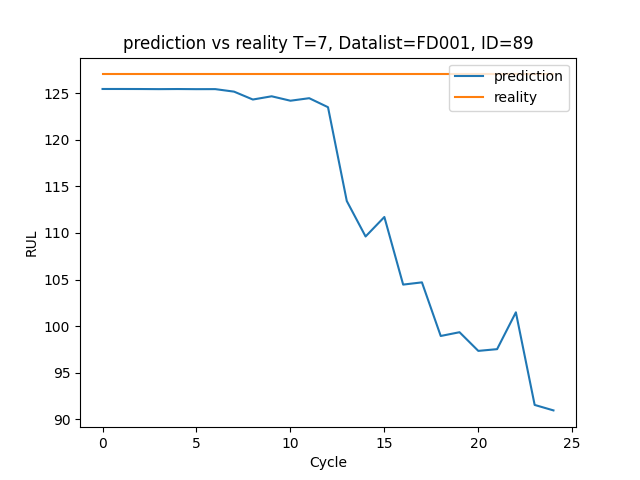 prediction vs reality T=7, Datalist=FD001, ID=89
prediction
reality
RUL
125
120
115
110
105
100
95
90
0 5 10 15 20 25
Cycle